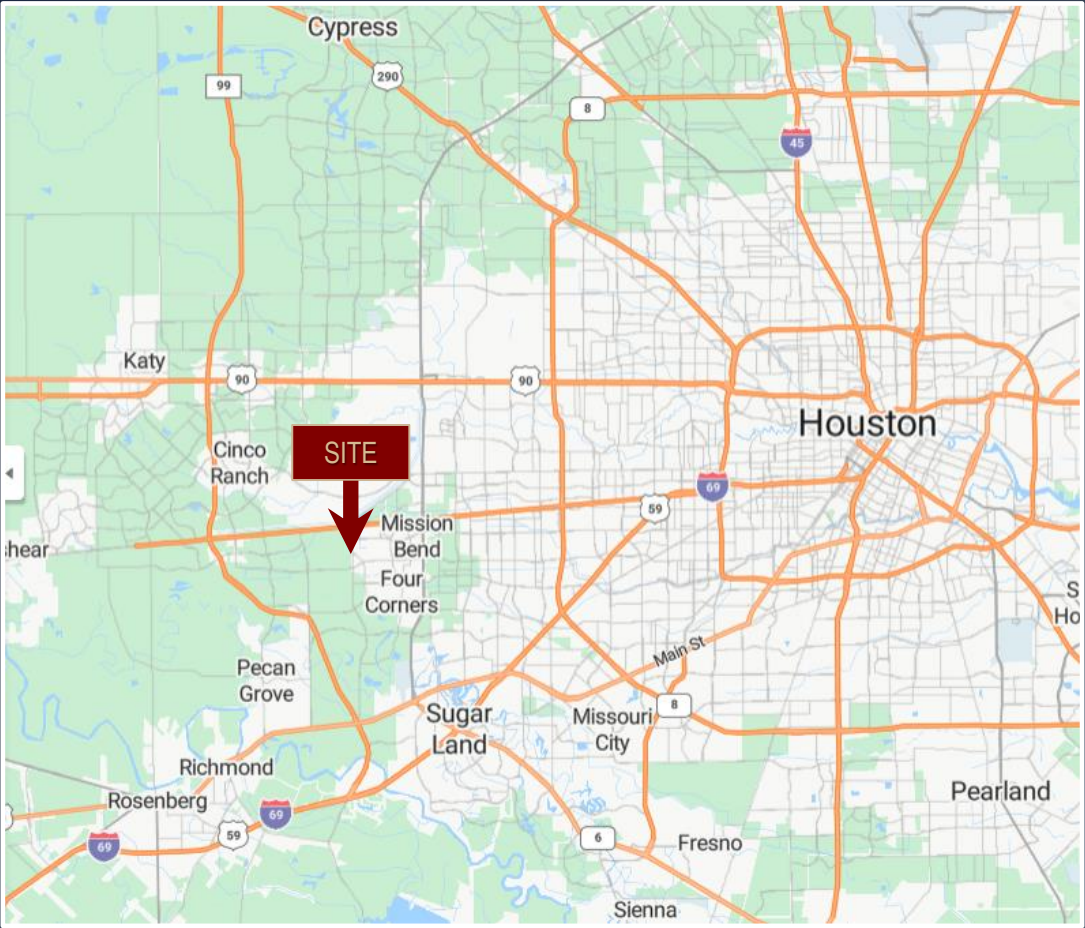 Cypress
99
290
8
45
Katy
90
90
Houston
Cinco
Ranch
SITE
69
59
Mission
Bend
shear
Four
Corners
S
Ho
Main St
Pecan
Grove
8
Sugar
Land
Missouri
City
Richmond
Rosenberg
Pearland
69
59
69
6
Fresno
Sienna